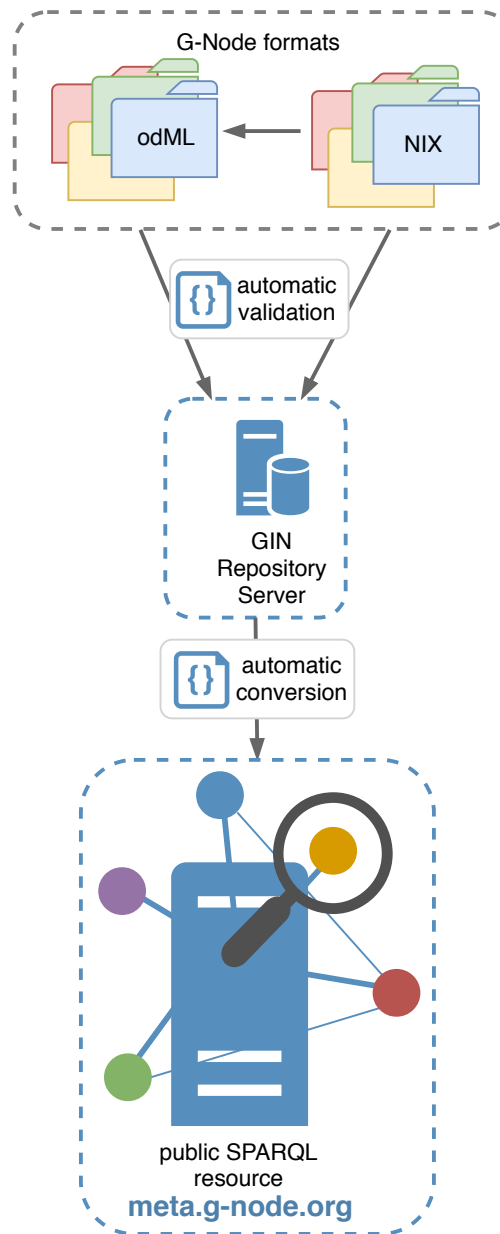 G-Node formats
odML
NIX
{}
automatic
validation
GIN
Repository
Server
{}
automatic
conversion
public SPARQL
resource
meta.g-node.org